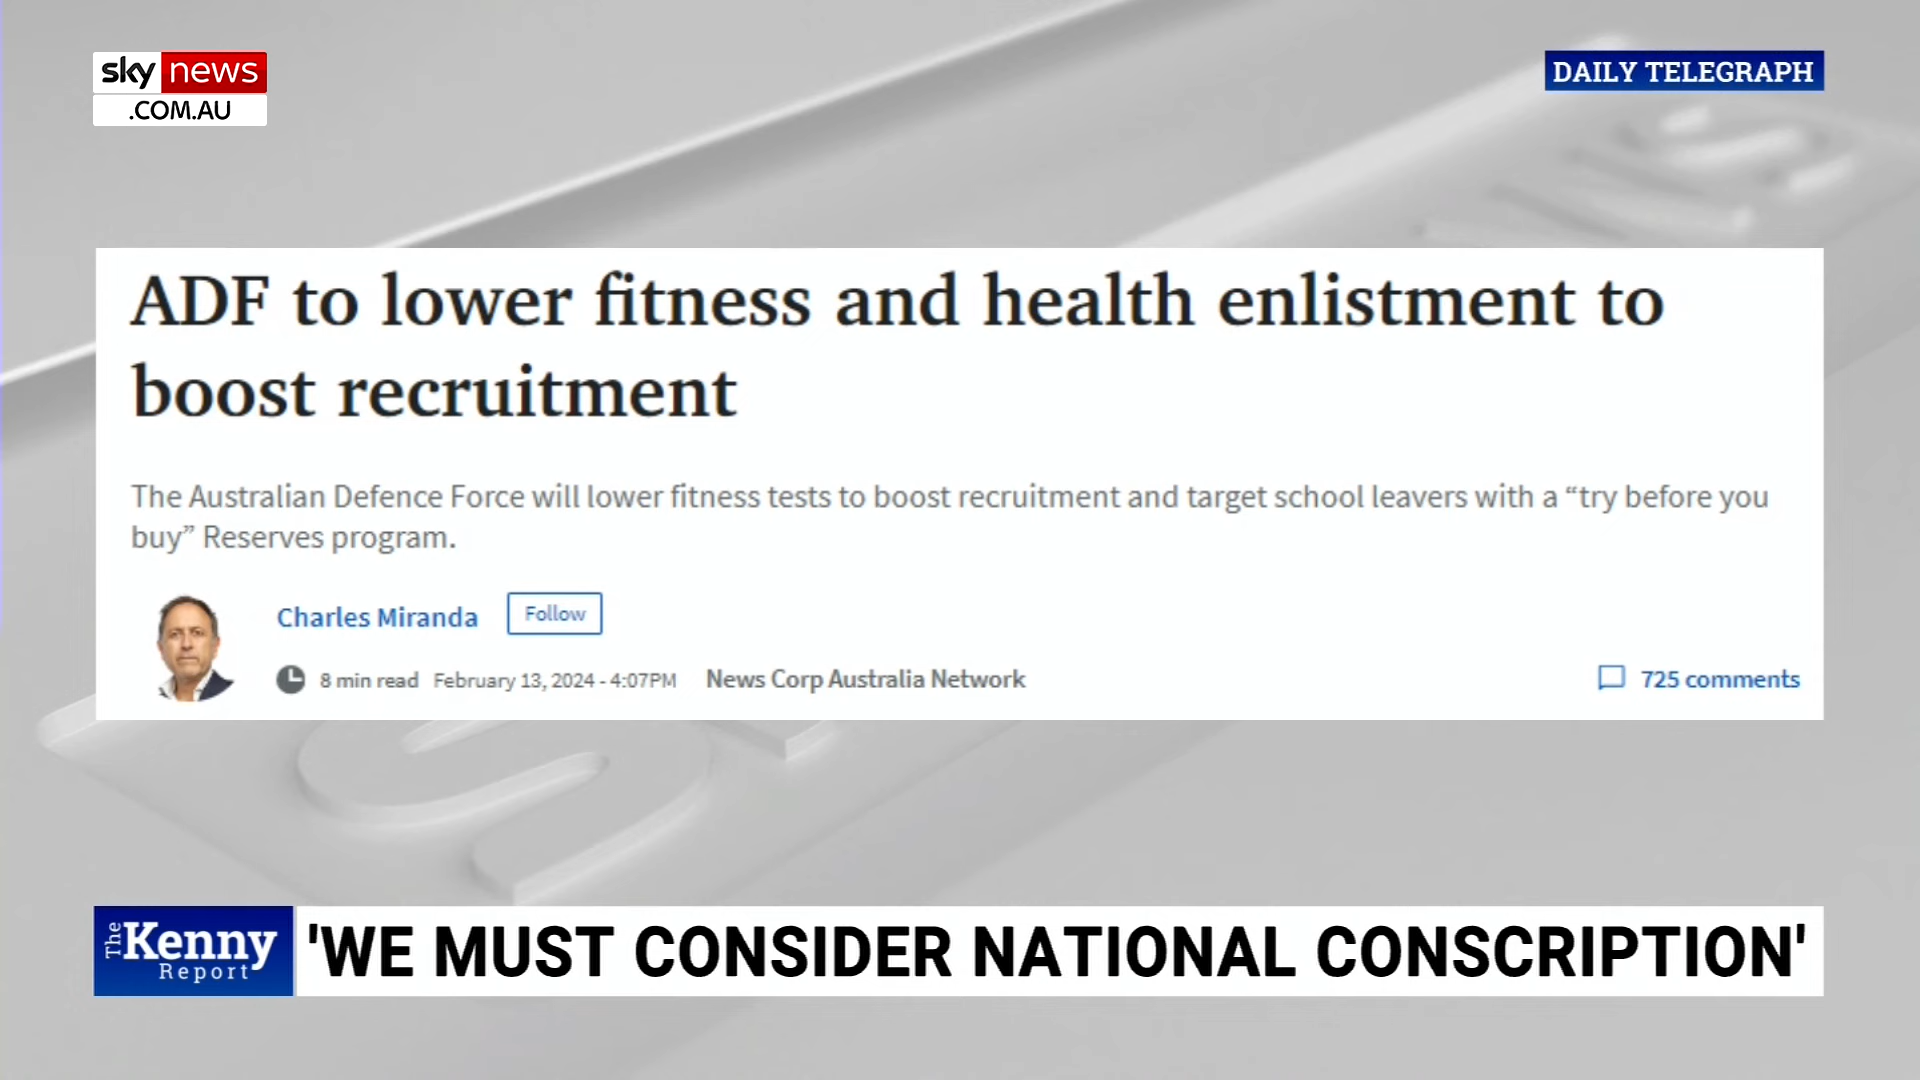 sky news
.COM.AU
DAILY TELEGRAPH
ADF to lower fitness and health enlistment to
boost recruitment
The Australian Defence Force will lower fitness tests to boost recruitment and target school leavers with a “try before you
buy” Reserves program.
Charles Miranda
Follow
8 min read February 13, 2024 - 4:07PM News Corp Australia Network
725 comments
The Kenny Report
'WE MUST CONSIDER NATIONAL CONSCRIPTION'